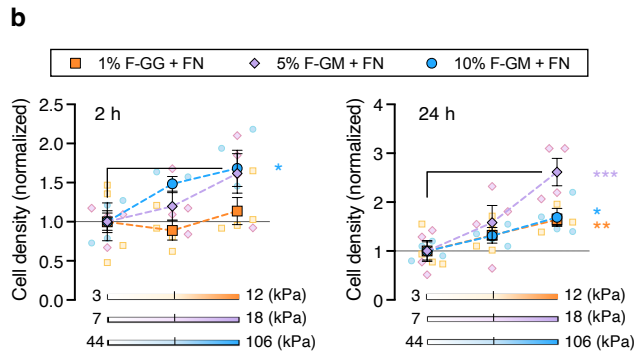 b
1% F-GG + FN 5% F-GM + FN 10% F-GM + FN
2 h
Cell density (normalized)
2.5
2.0
1.5
1.0
0.5
0.0
*
3 12 (kPa)
7 18 (kPa)
44 106 (kPa)
24 h
Cell density (normalized)
4
3
2
1
0
***
*
**
3 12 (kPa)
7 18 (kPa)
44 106 (kPa)